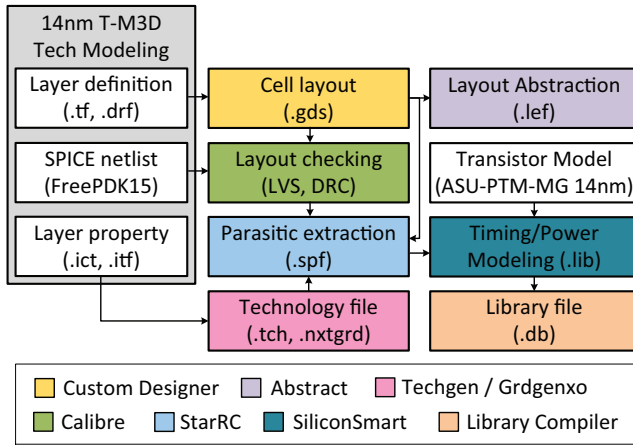 14nm T-M3D
Tech Modeling
Layer definition
(.tf, .drf)
Cell layout
(.gds)
Layout Abstraction
(.lef)
SPICE netlist
(FreePDK15)
Layout checking
(LVS, DRC)
Transistor Model
(ASU-PTM-MG 14nm)
Layer property
(.ict, .itf)
Parasitic extraction
(.spf)
Timing/Power
Modeling (.lib)
Technology file
(.tch, .nxtgrd)
Library file
(.db)
Custom Designer
Abstract
Techgen / Grdgenxo
Calibre
StarRC
SiliconSmart
Library Compiler